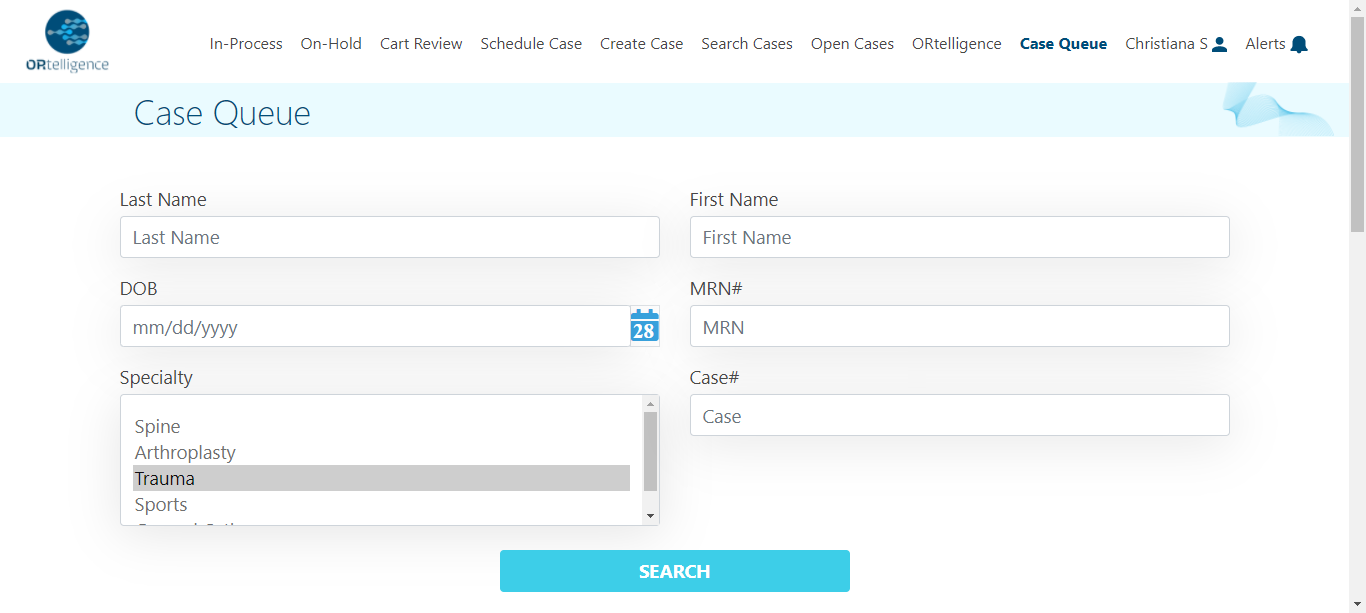 ORtelligence
In-Process On-Hold Cart Review Schedule Case Create Case Search Cases Open Cases ORtelligence Case Queue Christiana S Alerts
Case Queue
Last Name First Name
Last Name First Name
DOB MRN#
mm/dd/yyyy 28 MRN
Specialty Case#
Case
Spine
Arthroplasty
Trauma
Sports
SEARCH